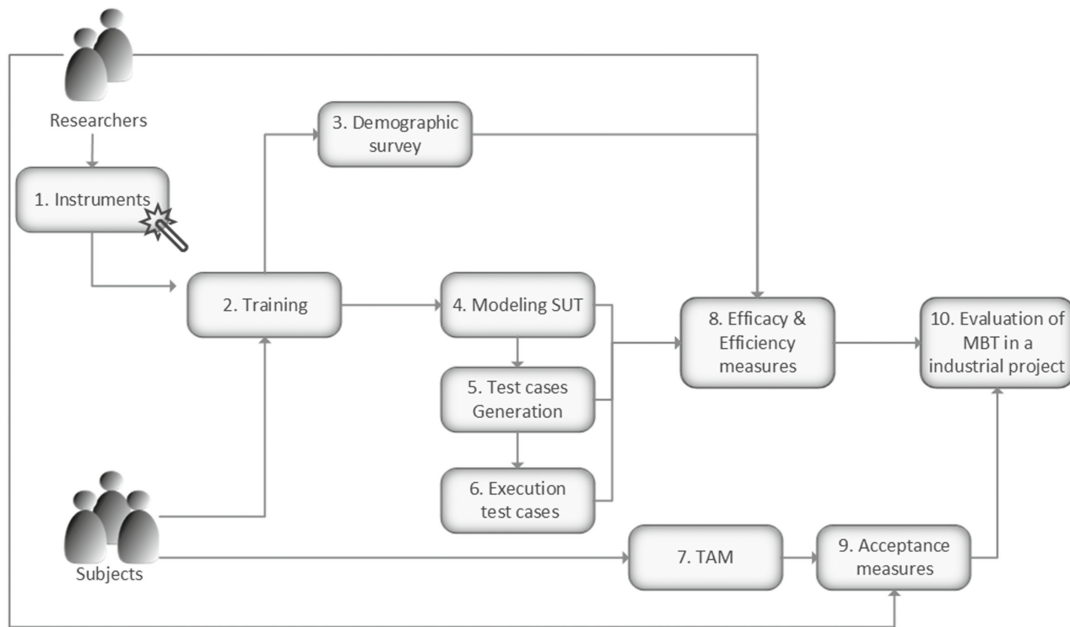 Researchers
1. Instruments
2. Training
3. Demographic
survey
4. Modeling SUT
5. Test cases
Generation
6. Execution
test cases
Subjects
7. TAM
8. Efficacy &
Efficiency
measures
9. Acceptance
measures
10. Evaluation of
MBT in a
industrial project